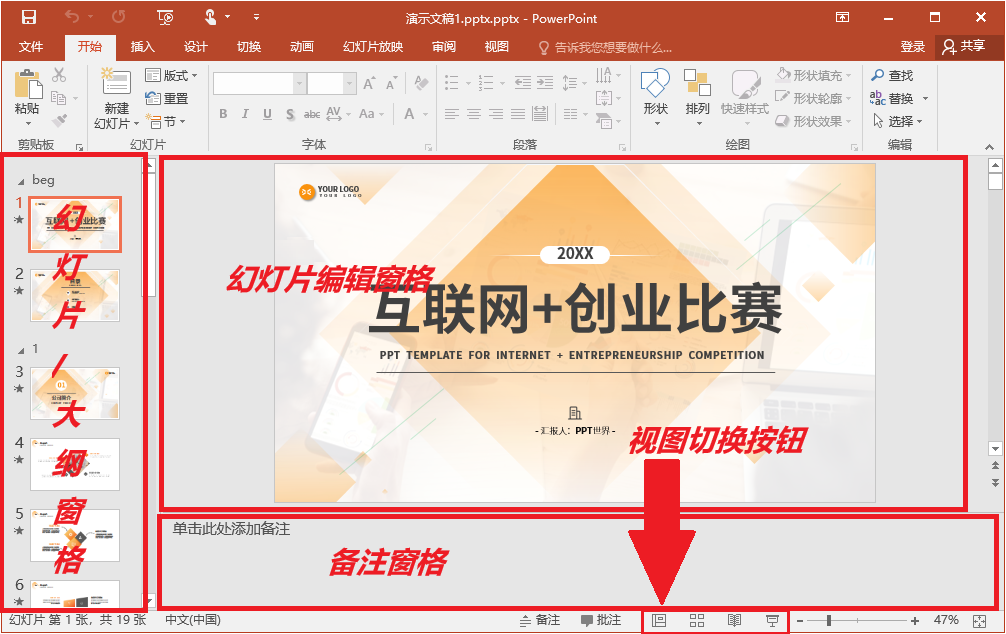 演示文稿1.pptx.pptx - PowerPoint
文件 开始 插入 设计 切换 动画 幻灯片放映 审阅 视图 告诉我您想要做什么... 登录 共享
粘贴
剪贴板
新建
幻灯片
版式
重置
节
幻灯片
B I U S abc AV Aa A
字体
段落
形状
排列
快速样式
形状填充
形状轮廓
形状效果
绘图
查找
替换
选择
编辑
beg
1
2
1
3
4
5
6
幻灯片/大纲窗格
YOUR LOGO
YOUR LOGO
20XX
幻灯片编辑窗格
互联网+创业比赛
PPT TEMPLATE FOR INTERNET + ENTREPRENEURSHIP COMPETITION
- 汇报人：PPT世界 -
视图切换按钮
单击此处添加备注
备注窗格
幻灯片 第 1 张，共 19 张 中文(中国) 备注 批注 47%